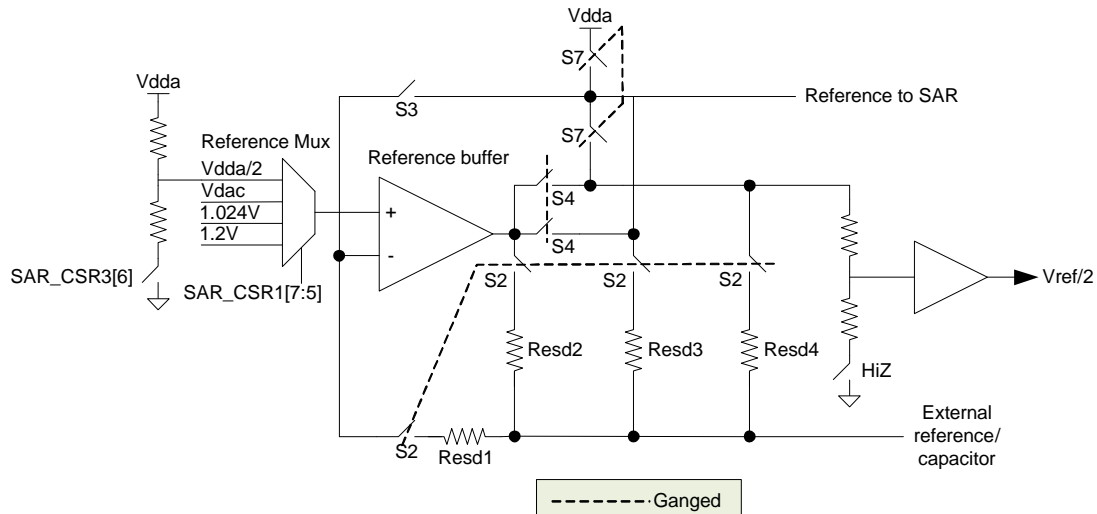 Vdda
S7
Vdda
S3
Reference to SAR
S7
Reference Mux
Reference buffer
Vdda/2
Vdac
1.024V
1.2V
+
-
S4
S4
SAR_CSR3[6]
SAR_CSR1[7:5]
S2
S2
S2
Vref/2
Resd2
Resd3
Resd4
HiZ
S2
Resd1
External
reference/
capacitor
Ganged